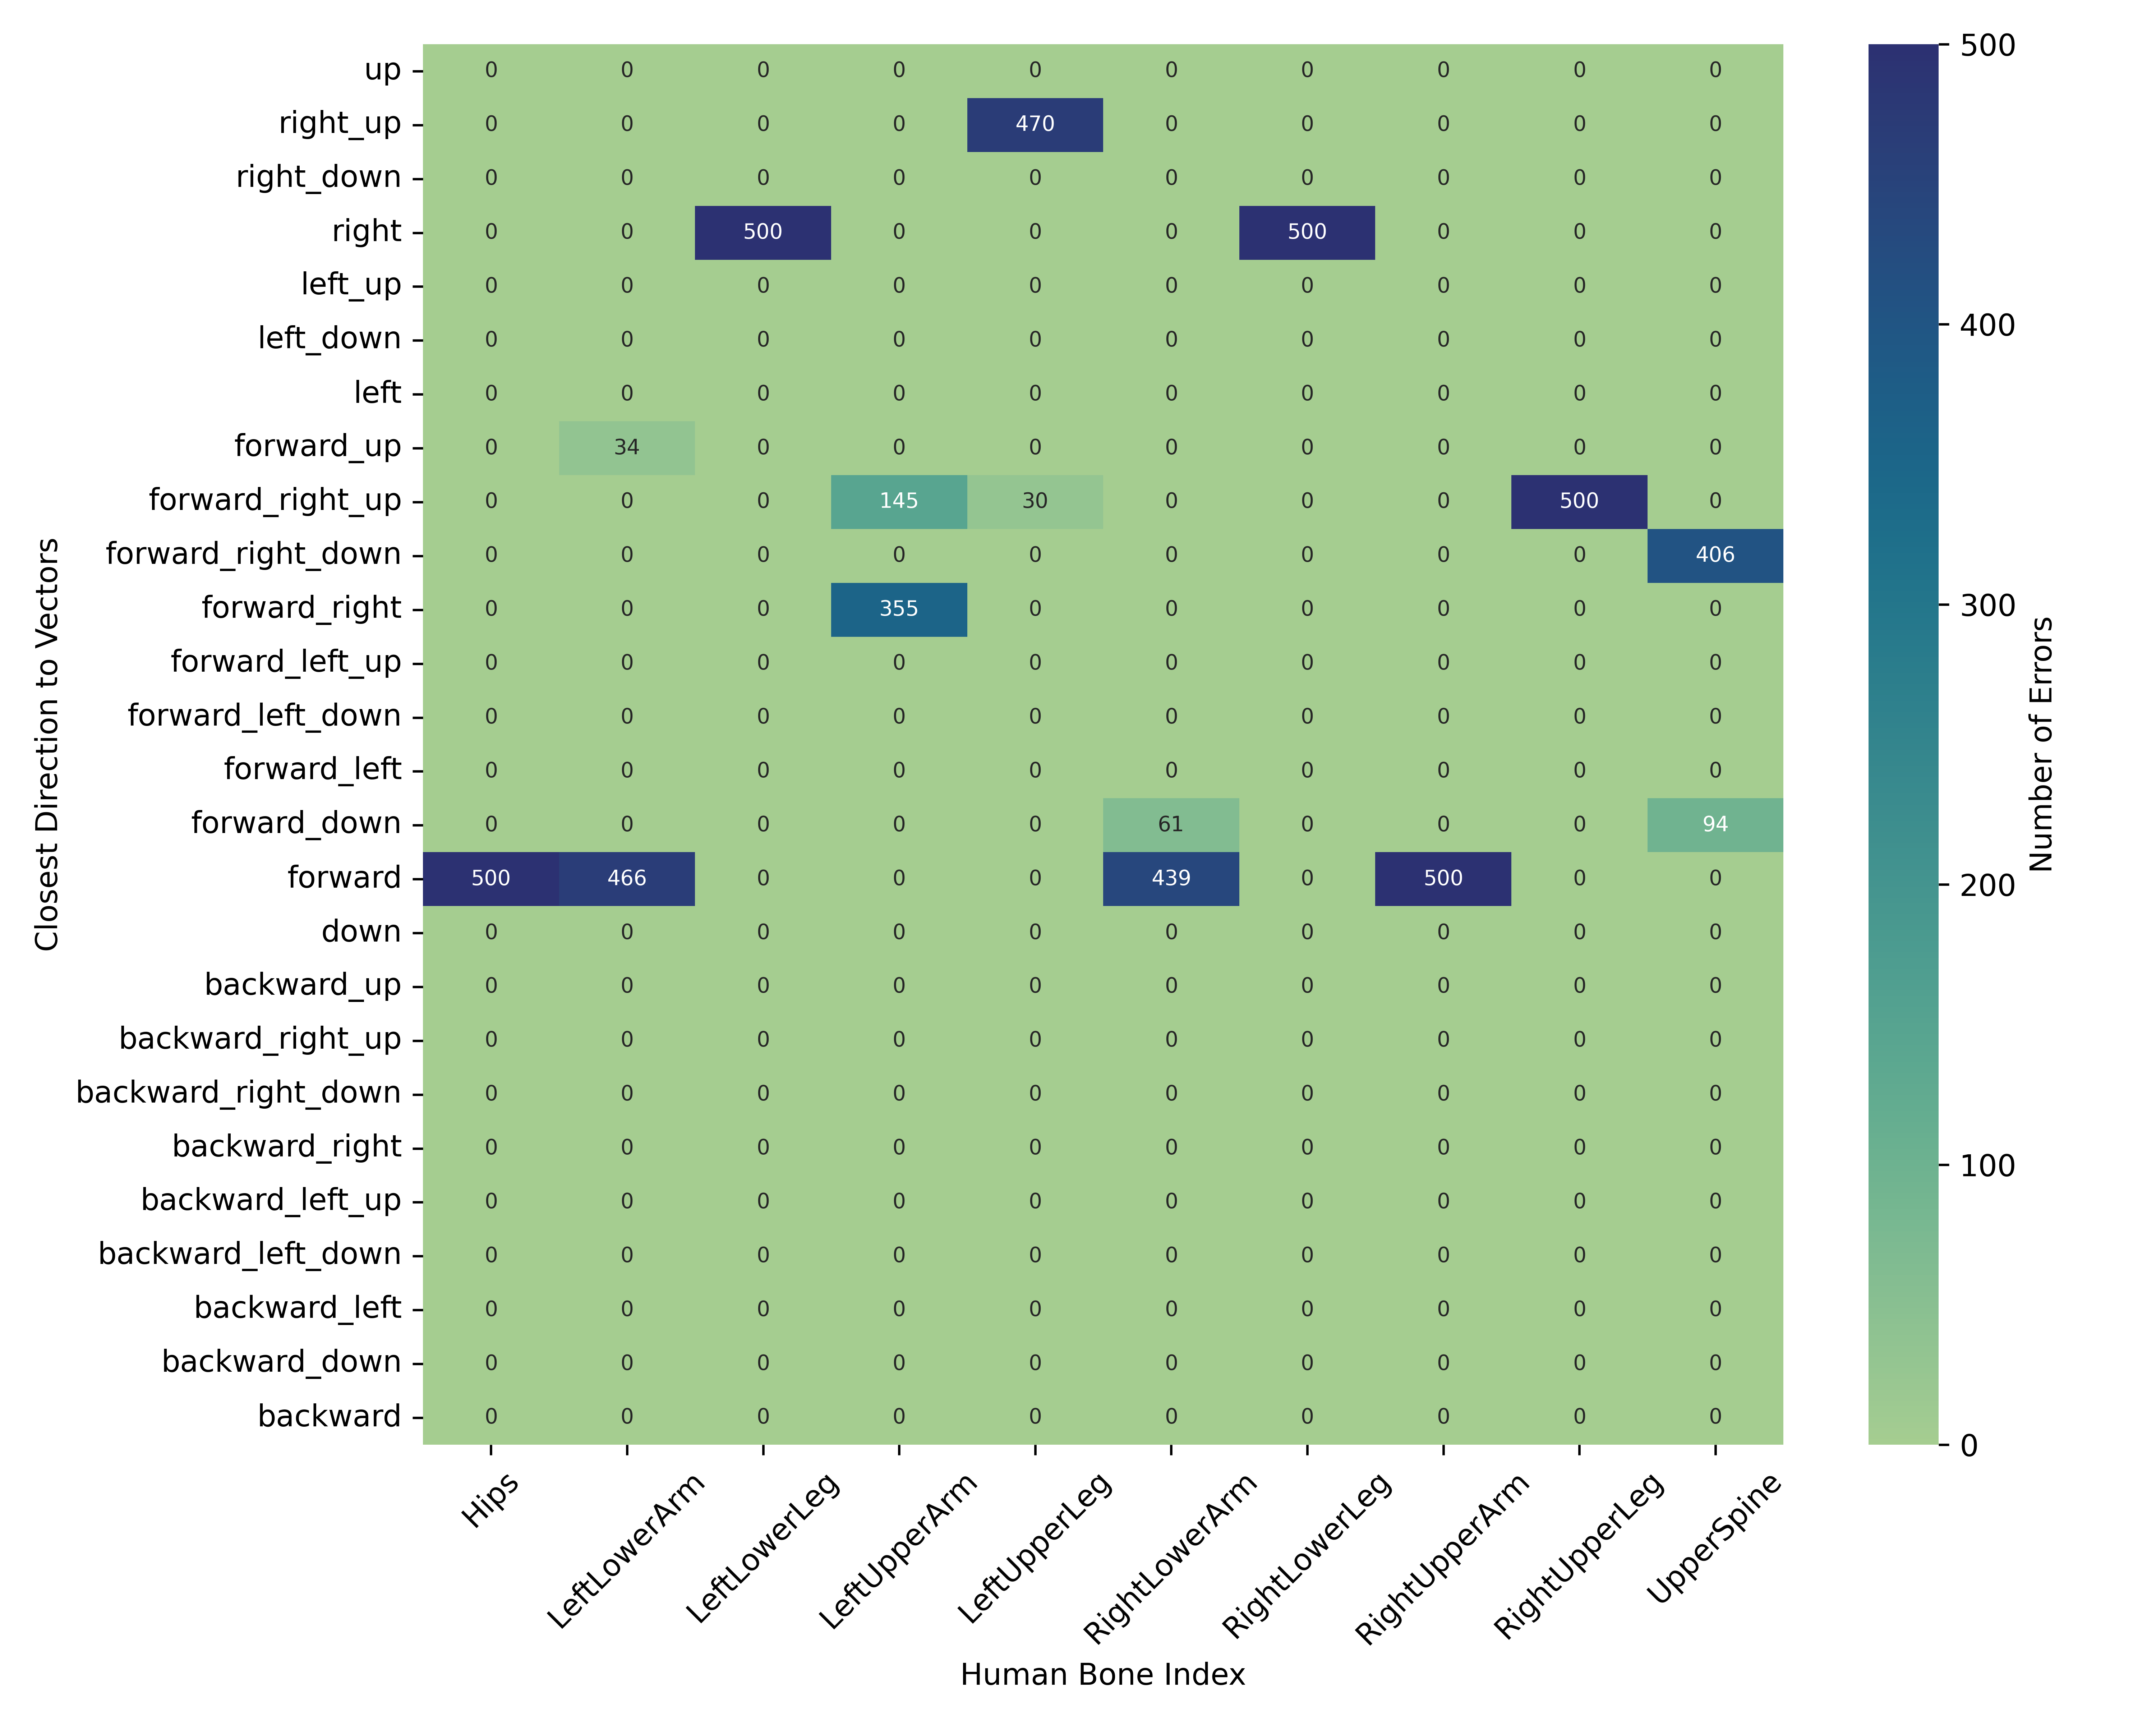 up 0 0 0 0 0 0 0 0 0 0
right_up 0 0 0 0 470 0 0 0 0 0
right_down 0 0 0 0 0 0 0 0 0 0
right 0 0 500 0 0 0 500 0 0 0
left_up 0 0 0 0 0 0 0 0 0 0
left_down 0 0 0 0 0 0 0 0 0 0
left 0 0 0 0 0 0 0 0 0 0
forward_up 0 34 0 0 0 0 0 0 0 0
forward_right_up 0 0 0 145 30 0 0 0 500 0
forward_right_down 0 0 0 0 0 0 0 0 0 406
forward_right 0 0 0 355 0 0 0 0 0 0
forward_left_up 0 0 0 0 0 0 0 0 0 0
forward_left_down 0 0 0 0 0 0 0 0 0 0
forward_left 0 0 0 0 0 0 0 0 0 0
forward_down 0 0 0 0 0 61 0 0 0 94
forward 500 466 0 0 0 439 0 500 0 0
down 0 0 0 0 0 0 0 0 0 0
backward_up 0 0 0 0 0 0 0 0 0 0
backward_right_up 0 0 0 0 0 0 0 0 0 0
backward_right_down 0 0 0 0 0 0 0 0 0 0
backward_right 0 0 0 0 0 0 0 0 0 0
backward_left_up 0 0 0 0 0 0 0 0 0 0
backward_left_down 0 0 0 0 0 0 0 0 0 0
backward_left 0 0 0 0 0 0 0 0 0 0
backward_down 0 0 0 0 0 0 0 0 0 0
backward 0 0 0 0 0 0 0 0 0 0
Hips LeftLowerArm LeftLowerLeg LeftUpperArm LeftUpperLeg RightLowerArm RightLowerLeg RightUpperArm RightUpperLeg UpperSpine
Human Bone Index
Closest Direction to Vectors
500
400
300
200
100
0
Number of Errors